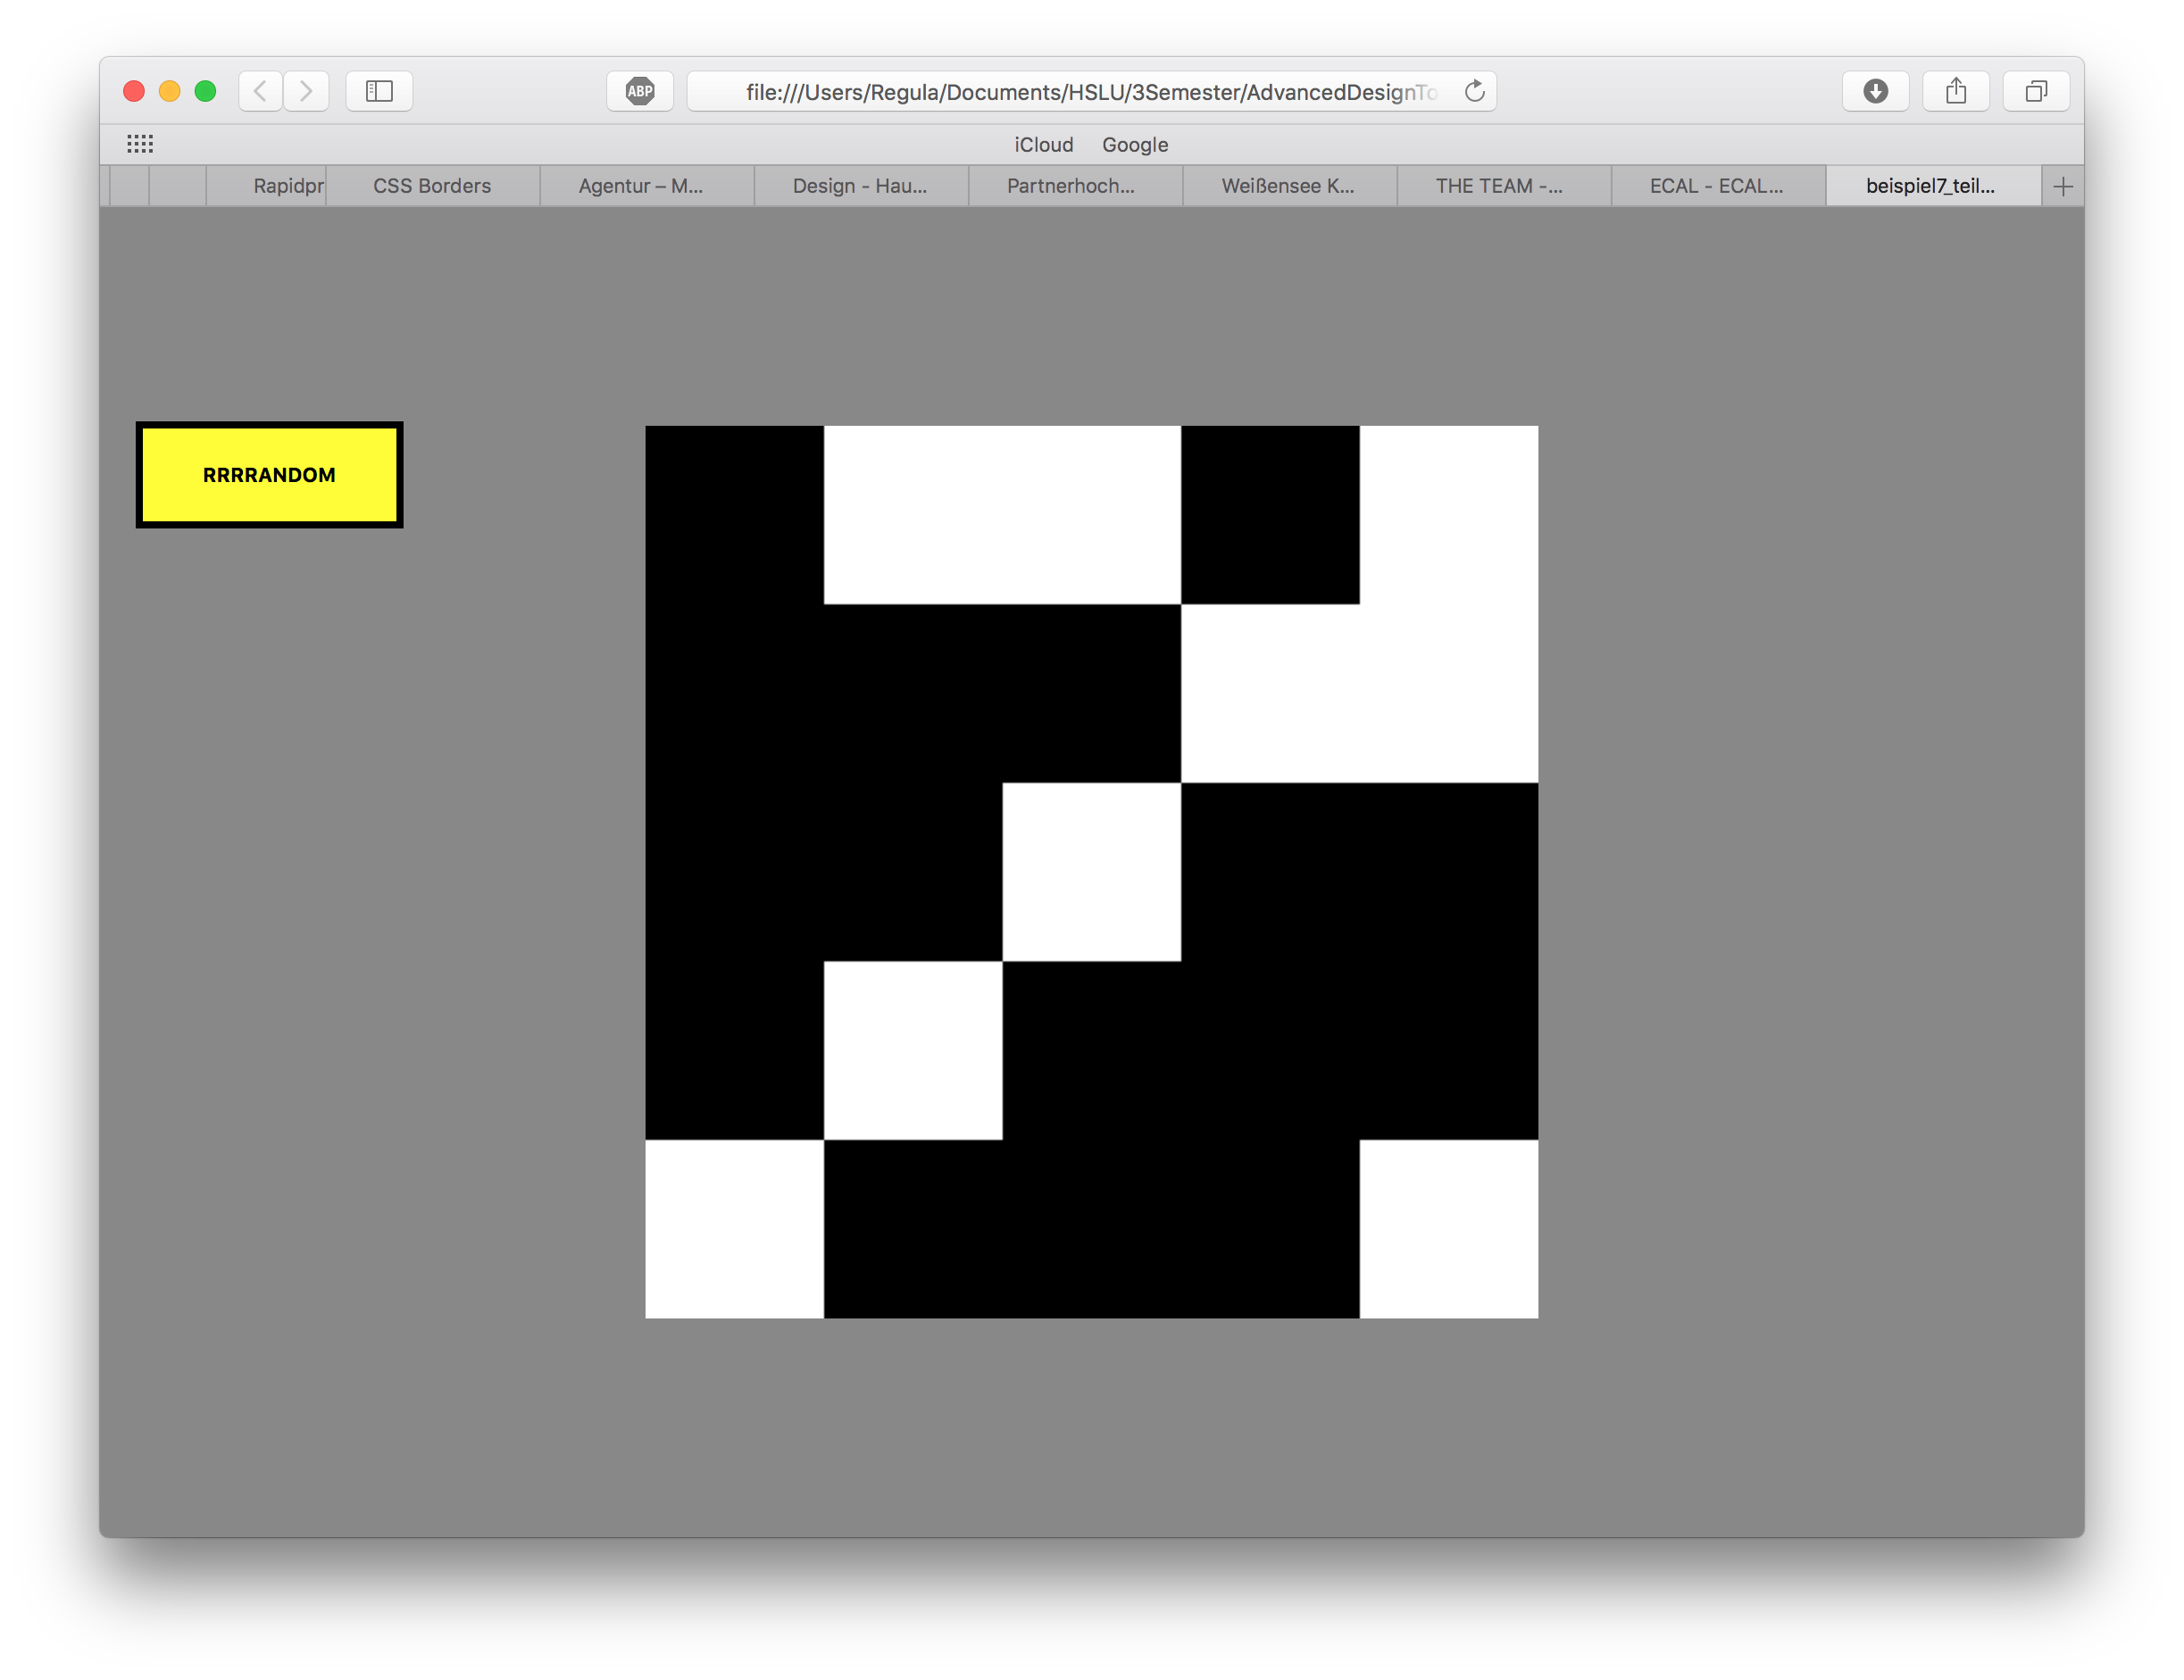 ABP
file:///Users/Regula/Documents/HSLU/3Semester/AdvancedDesignTo
iCloud Google
Rapidpr CSS Borders Agentur – M... Design - Hau... Partnerhoch... Weißensee K... THE TEAM -... ECAL - ECAL... beispiel7_teil...
RRRRANDOM